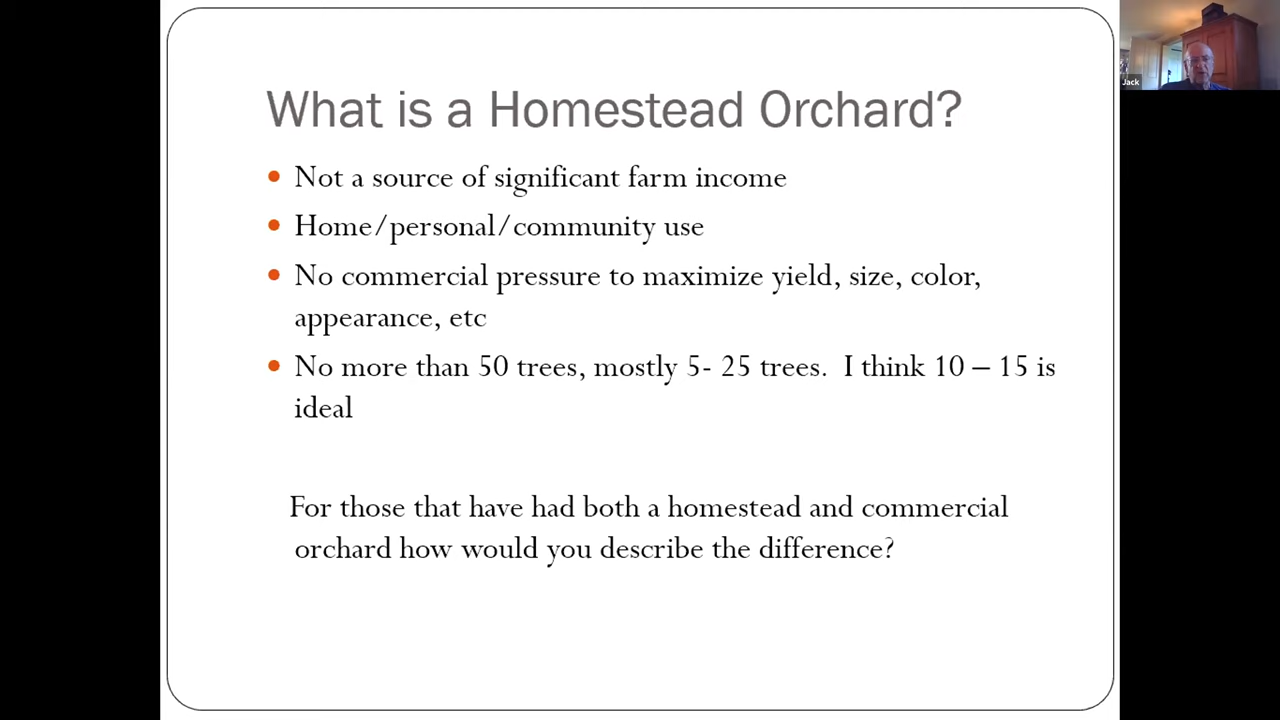 What is a Homestead Orchard?
Not a source of significant farm income
Home/personal/community use
No commercial pressure to maximize yield, size, color,
appearance, etc
No more than 50 trees, mostly 5- 25 trees.  I think 10 – 15 is
ideal
For those that have had both a homestead and commercial
orchard how would you describe the difference?
Jack